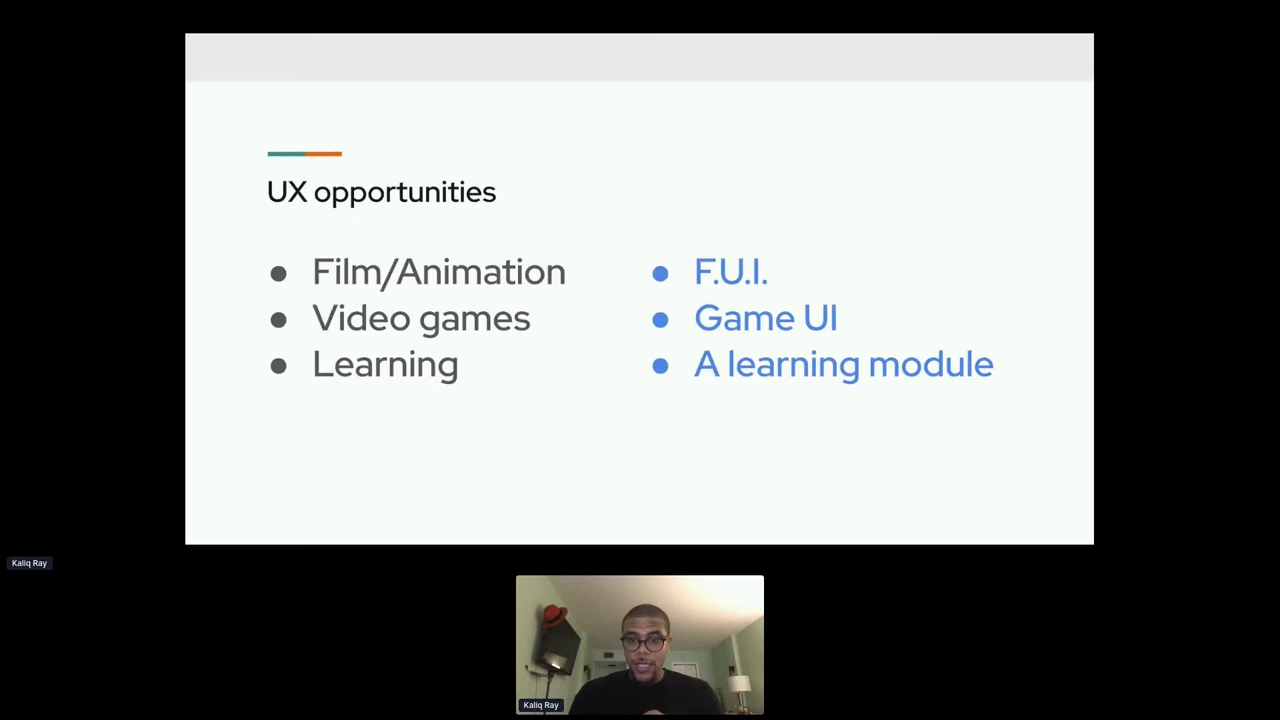 UX opportunities
Film/Animation
Video games
Learning
F.U.I.
Game UI
A learning module
Kaliq Ray
Kaliq Ray